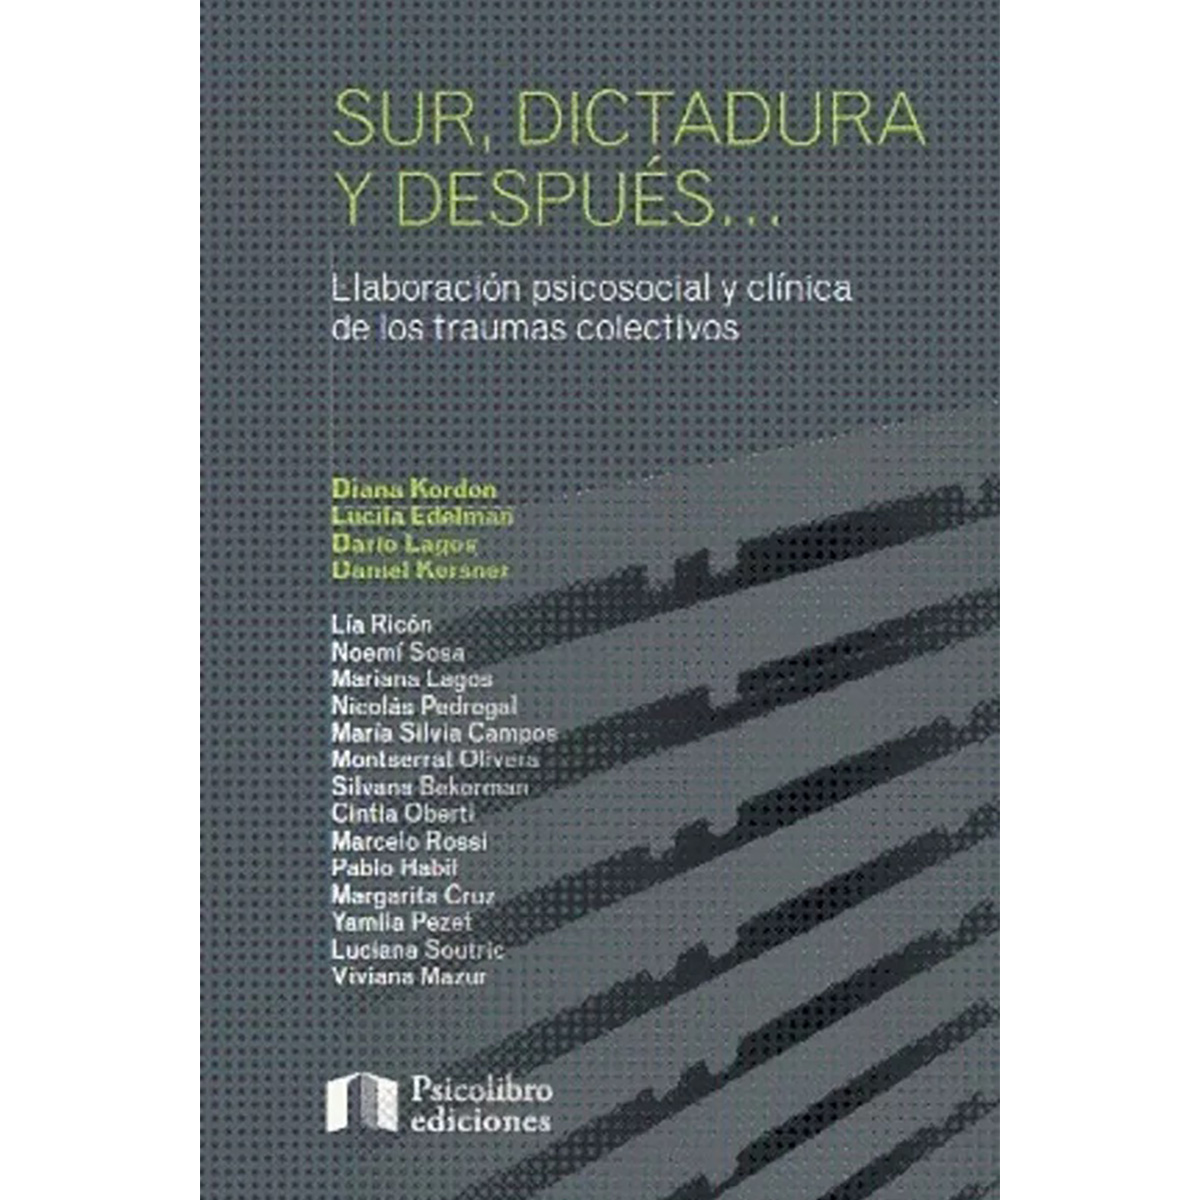 SUR, DICTADURA
Y DESPUÉS...
Elaboración psicosocial y clínica
de los traumas colectivos
Diana Kordon
Lucila Edelman
Darío Lagos
Daniel Kersner
Lía Ricón
Noemí Sosa
Mariana Lagos
Nicolás Pedregal
María Silvia Campos
Montserrat Olivera
Silvana Bekerman
Cintia Oberti
Marcelo Rossi
Pablo Habif
Margarita Cruz
Yamila Pezet
Luciana Soutric
Viviana Mazur
Psicolibro
ediciones